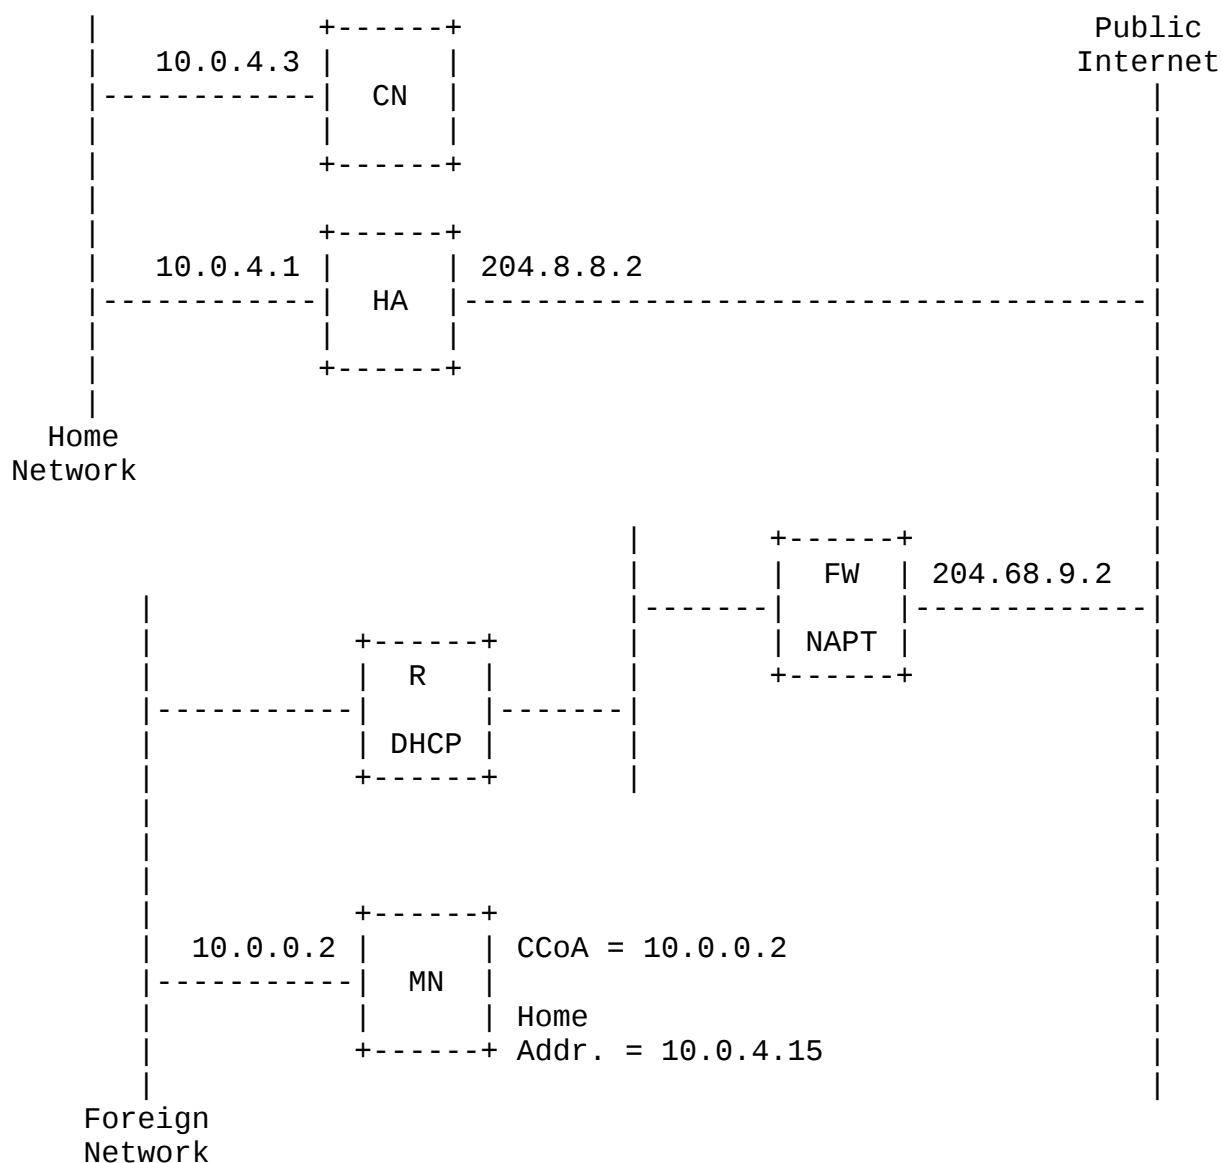 Public
10.0.4.3
Internet
CN
10.0.4.1
204.8.8.2
HA
Home
Network
FW
204.68.9.2
NAPT
R
DHCP
10.0.0.2
CCoA = 10.0.0.2
MN
Home
Addr. = 10.0.4.15
Foreign
Network